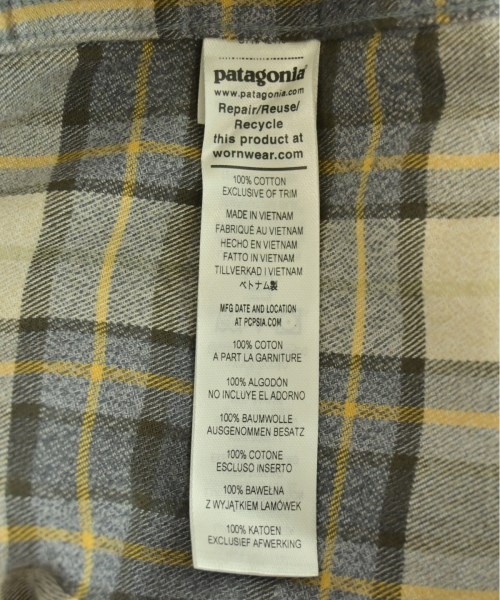 patagonia®
www.patagonia.com
Repair/Reuse/
Recycle
this product at
wornwear.com
100% COTTON
EXCLUSIVE OF TRIM
MADE IN VIETNAM
FABRIQUÉ AU VIETNAM
HECHO EN VIETNAM
FATTO IN VIETNAM
TILLVERKAD I VIETNAM
ベトナム製
MFG DATE AND LOCATION
AT PCPSIA.COM
100% COTON
A PART LA GARNITURE
100% ALGODÓN
NO INCLUYE EL ADORNO
100% BAUMWOLLE
AUSGENOMMEN BESATZ
100% COTONE
ESCLUSO INSERTO
100% BAWEŁNA
Z WYJĄTKIEM LAMÓWEK
100% KATOEN
EXCLUSIEF AFWERKING